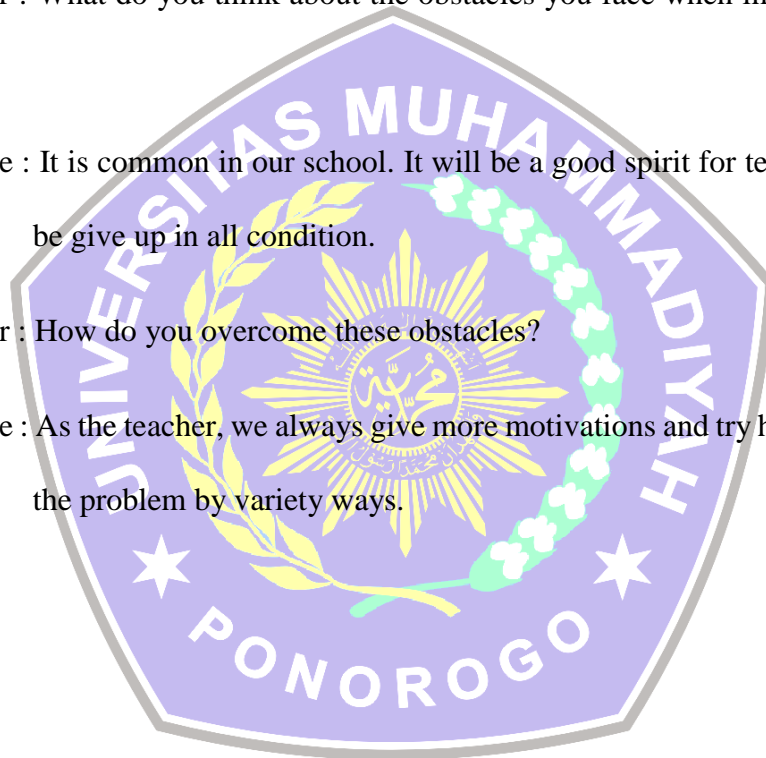 r : What do you think about the obstacles you face when
e : It is common in our school. It will be a good spirit for
be give up in all condition.
r : How do you overcome these obstacles?
e : As the teacher, we always give more motivations and try
the problem by variety ways.
UNIVERSITAS MUHAMMADIYAH
PONOROGO